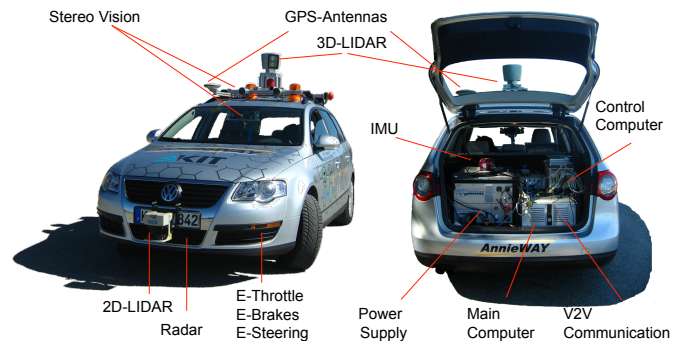 Stereo Vision
GPS-Antennas
3D-LIDAR
IMU
Control
Computer
KIT
842
AnnieWAY
2D-LIDAR
Radar
E-Throttle
E-Brakes
E-Steering
Power
Supply
Main
Computer
V2V
Communication